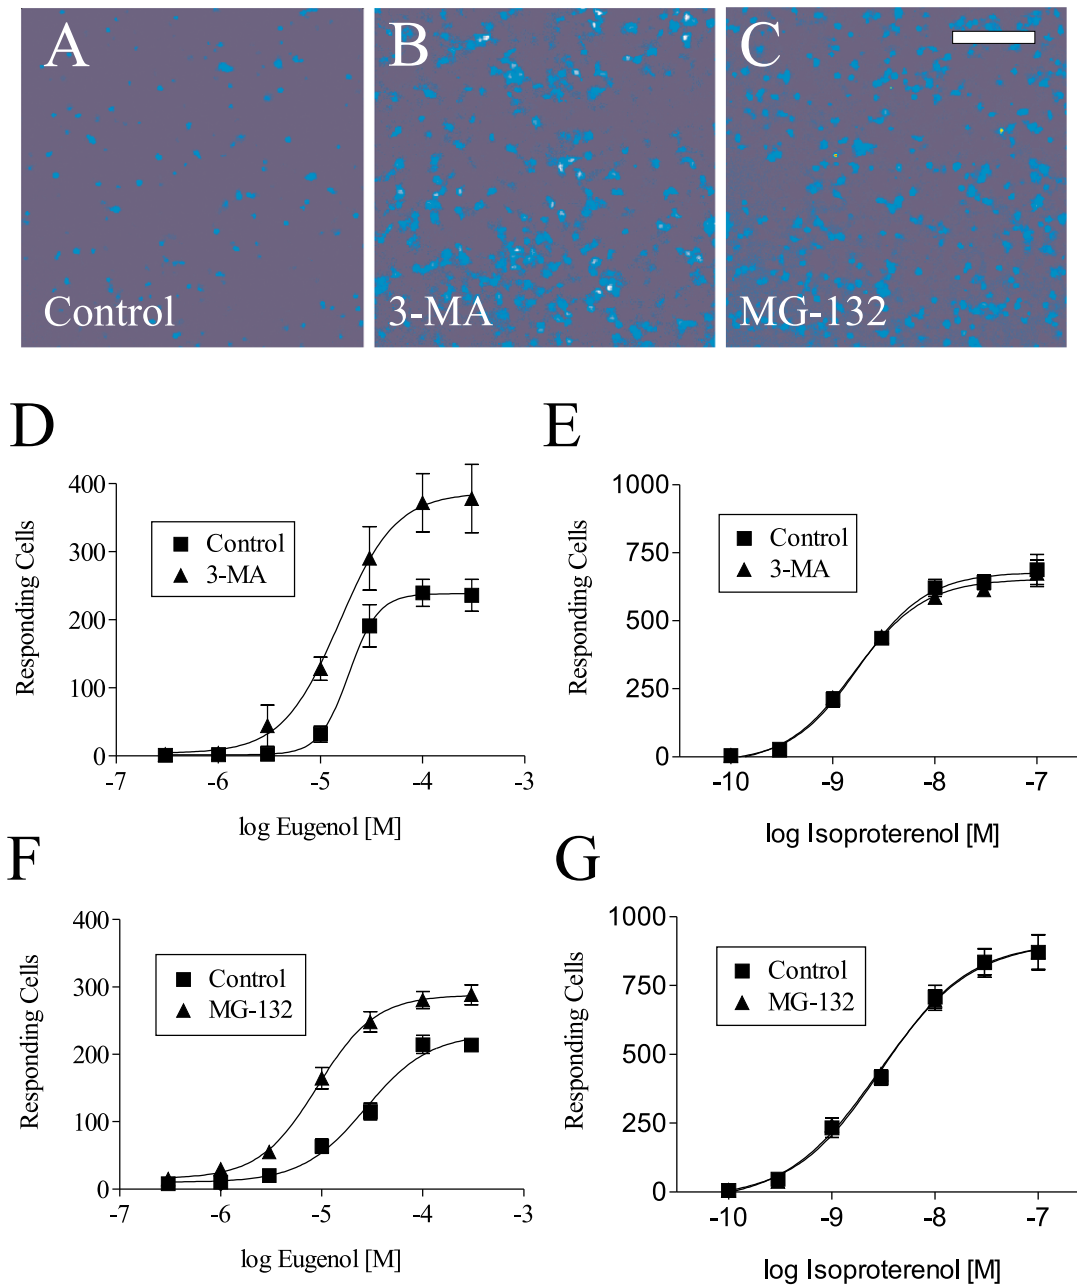 A
B
C
Control
3-MA
MG-132
D
400
300
200
100
0
Responding Cells
Control
3-MA
-7
-6
-5
-4
-3
log Eugenol [M]
E
1000
750
500
250
0
Responding Cells
Control
3-MA
-10
-9
-8
-7
log Isoproterenol [M]
F
400
300
200
100
0
Responding Cells
Control
MG-132
-7
-6
-5
-4
-3
log Eugenol [M]
G
1000
750
500
250
0
Responding Cells
Control
MG-132
-10
-9
-8
-7
log Isoproterenol [M]